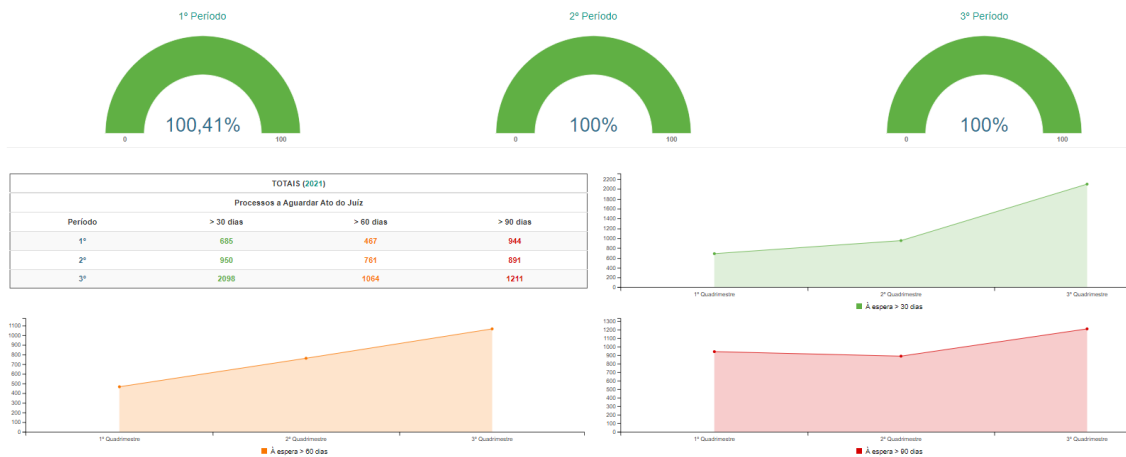 1º Período
2º Período
3º Período
100,41%
0
100
100%
0
100
100%
0
100
TOTAIS (2021)
Processos a Aguardar Ato do Juíz
Período > 30 dias > 60 dias > 90 dias
1º 685 467 944
2º 950 761 891
3º 2098 1064 1211
2200
2000
1800
1600
1400
1200
1000
800
600
400
200
0
1º Quadrimestre
2º Quadrimestre
3º Quadrimestre
À espera > 30 dias
1100
1000
900
800
700
600
500
400
300
200
100
0
1º Quadrimestre
2º Quadrimestre
3º Quadrimestre
À espera > 60 dias
1300
1200
1100
1000
900
800
700
600
500
400
300
200
100
0
1º Quadrimestre
2º Quadrimestre
3º Quadrimestre
À espera > 90 dias